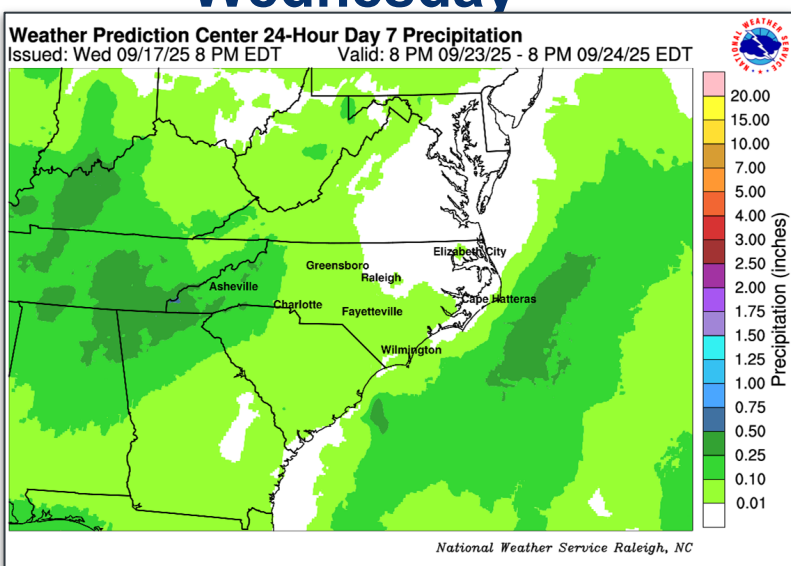 Wednesday
Weather Prediction Center 24-Hour Day 7 Precipitation
Issued: Wed 09/17/25 8 PM EDT Valid: 8 PM 09/23/25 - 8 PM 09/24/25 EDT
NATIONAL WEATHER SERVICE
20.00
15.00
10.00
7.00
5.00
4.00
3.00
2.50
2.00
1.75
1.50
1.25
1.00
0.75
0.50
0.25
0.10
0.01
Precipitation (inches)
Elizabeth City
Greensboro
Raleigh
Asheville
Cape Hatteras
Charlotte
Fayetteville
Wilmington
National Weather Service Raleigh, NC